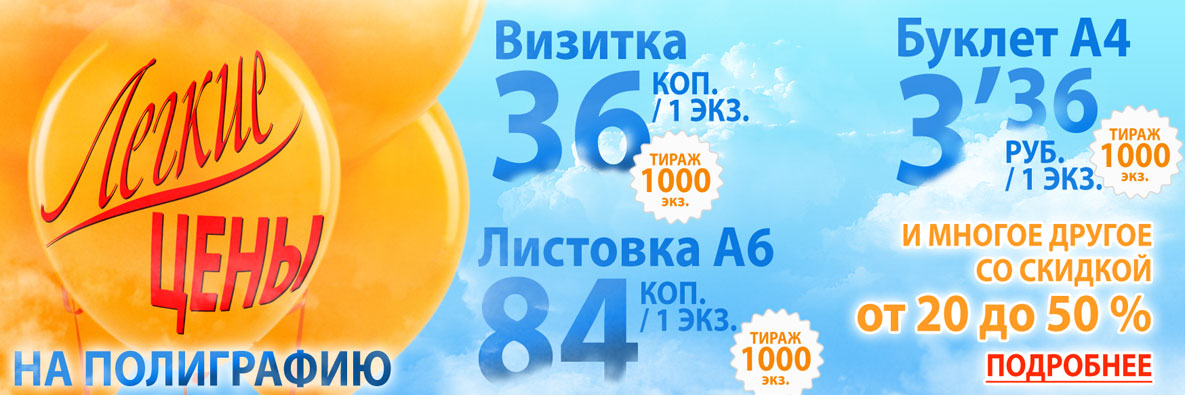 Легкие
ЦЕНЫ
НА ПОЛИГРАФИЮ
Визитка
36 КОП.
/ 1 ЭКЗ.
ТИРАЖ
1000
ЭКЗ.
Листовка А6
84 КОП.
/ 1 ЭКЗ.
ТИРАЖ
1000
ЭКЗ.
Буклет А4
3’36
РУБ.
/ 1 ЭКЗ.
ТИРАЖ
1000
ЭКЗ.
И МНОГОЕ ДРУГОЕ
СО СКИДКОЙ
от 20 до 50 %
ПОДРОБНЕЕ